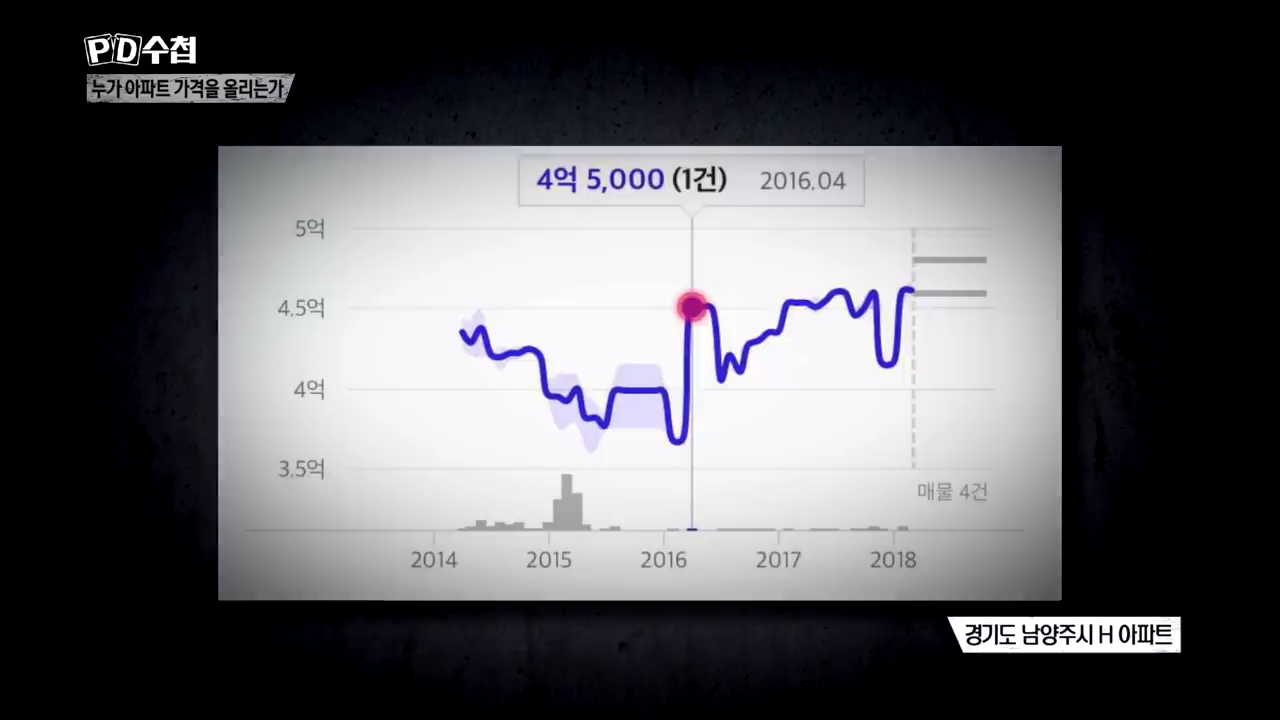 PD수첩
누가 아파트 가격을 올리는가
4억 5,000 (1건) 2016.04
5억
4.5억
4억
3.5억
매물 4건
2014 2015 2016 2017 2018
경기도 남양주시 H 아파트